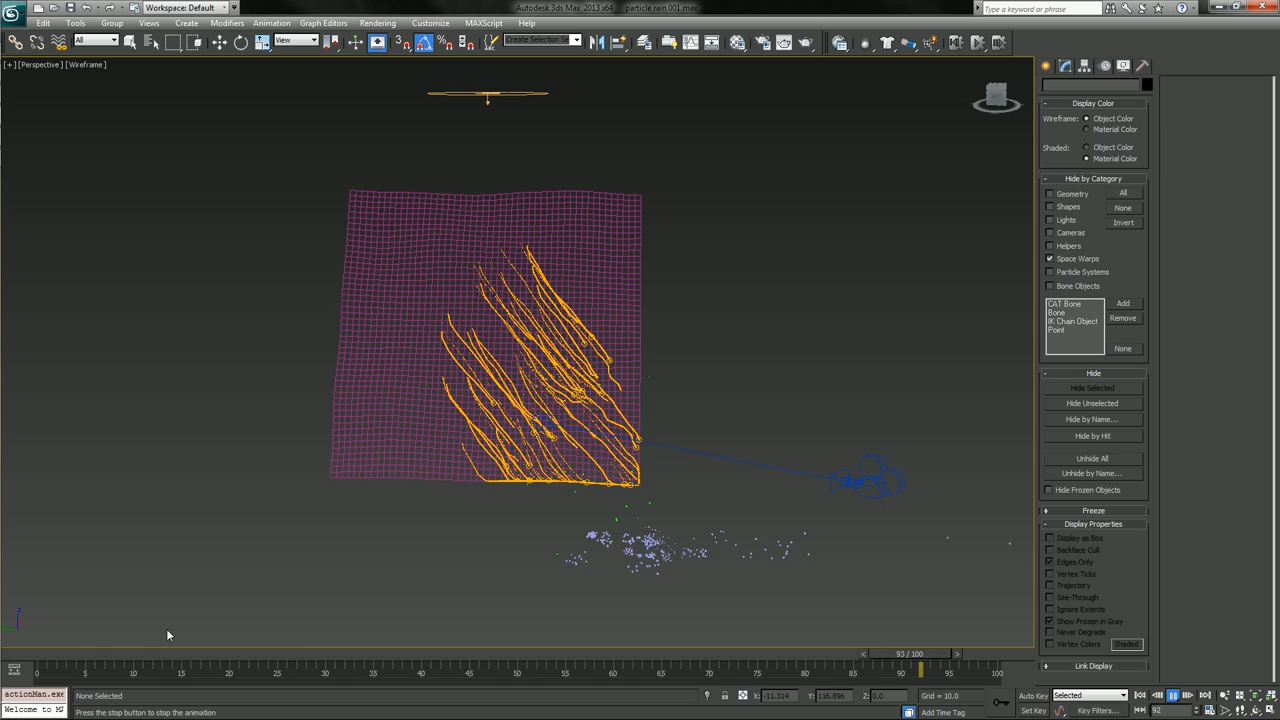 Workspace: Default
Autodesk 3ds Max 2013 x64
particle rain 001.max
Type a keyword or phrase
Edit
Tools
Group
Views
Create
Modifiers
Animation
Graph Editors
Rendering
Customize
MAXScript
Help
All
View
3
Create Selection Se
[+] [Perspective] [Wireframe]
Display Color
Wireframe:
Object Color
Material Color
Shaded:
Object Color
Material Color
Hide by Category
Geometry
All
Shapes
None
Lights
Invert
Cameras
Helpers
Space Warps
Particle Systems
Bone Objects
CAT Bone
Bone
IK Chain Object
Point
Add
Remove
None
Hide
Hide Selected
Hide Unselected
Hide by Name...
Hide by Hit
Unhide All
Unhide by Name...
Hide Frozen Objects
Freeze
Display Properties
Display as Box
Backface Cull
Edges Only
Vertex Ticks
Trajectory
See-Through
Ignore Extents
Show Frozen in Gray
Never Degrade
Vertex Colors
Shaded
Link Display
z
< 93 / 100 >
0 5 10 15 20 25 30 35 40 45 50 55 60 65 70 75 80 85 90 95 100
actionMan.exe
None Selected
X: -11.314
Y: 116.896
Z: 0.0
Grid = 10.0
Auto Key
Selected
Welcome to M
Press the stop button to stop the animation
Add Time Tag
Set Key
Key Filters...
92